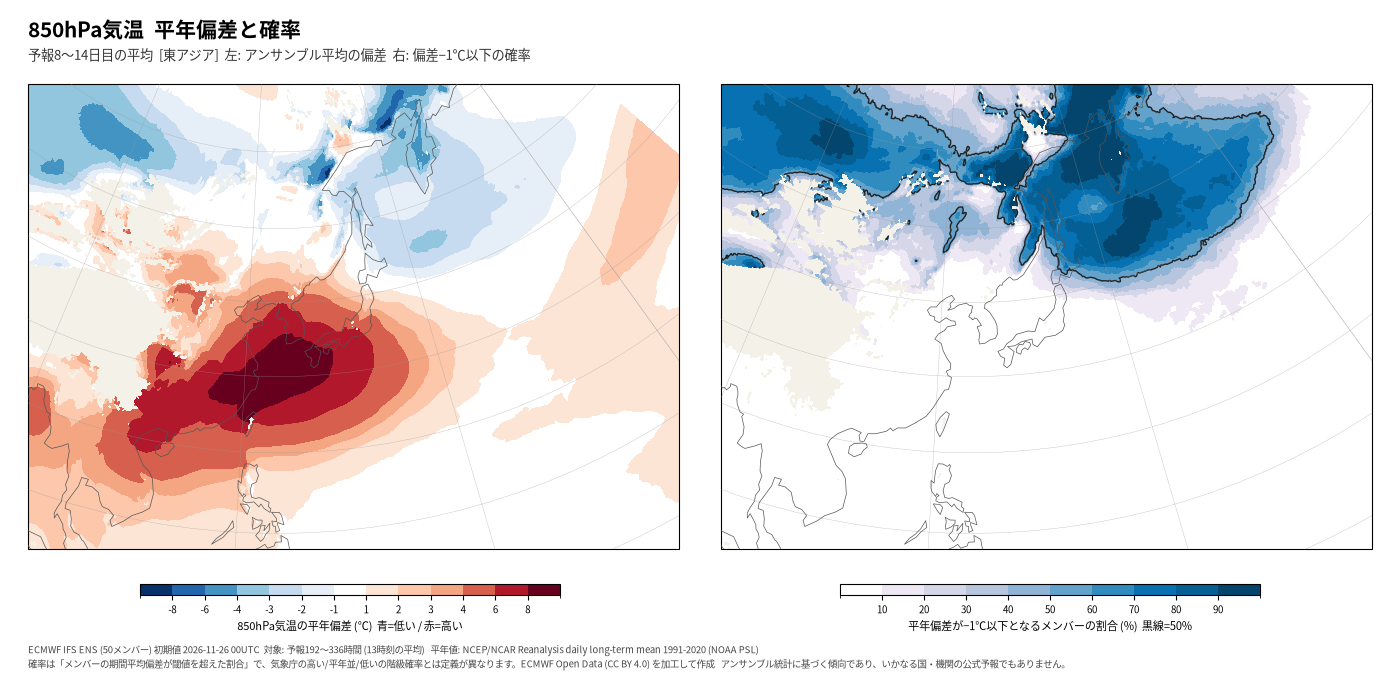 850hPa気温 平年偏差と確率
予報8〜14日目の平均 [東アジア] 左: アンサンブル平均の偏差 右: 偏差−1°C以下の確率
-8 -6 -4 -3 -2 -1 1 2 3 4 6 8
850hPa気温の平年偏差 (°C) 青=低い / 赤=高い
10 20 30 40 50 60 70 80 90
平年偏差が−1°C以下となるメンバーの割合 (%) 黒線=50%
ECMWF IFS ENS (50メンバー) 初期値 2026-11-26 00UTC 対象: 予報192〜336時間 (13時刻の平均) 平年値: NCEP/NCAR Reanalysis daily long-term mean 1991-2020 (NOAA PSL)
確率は「メンバーの期間平均偏差が閾値を超えた割合」で、気象庁の高い/平年並/低いの階級確率とは定義が異なります。ECMWF Open Data (CC BY 4.0) を加工して作成 アンサンブル統計に基づく傾向であり、いかなる国・機関の公式予報でもありません。